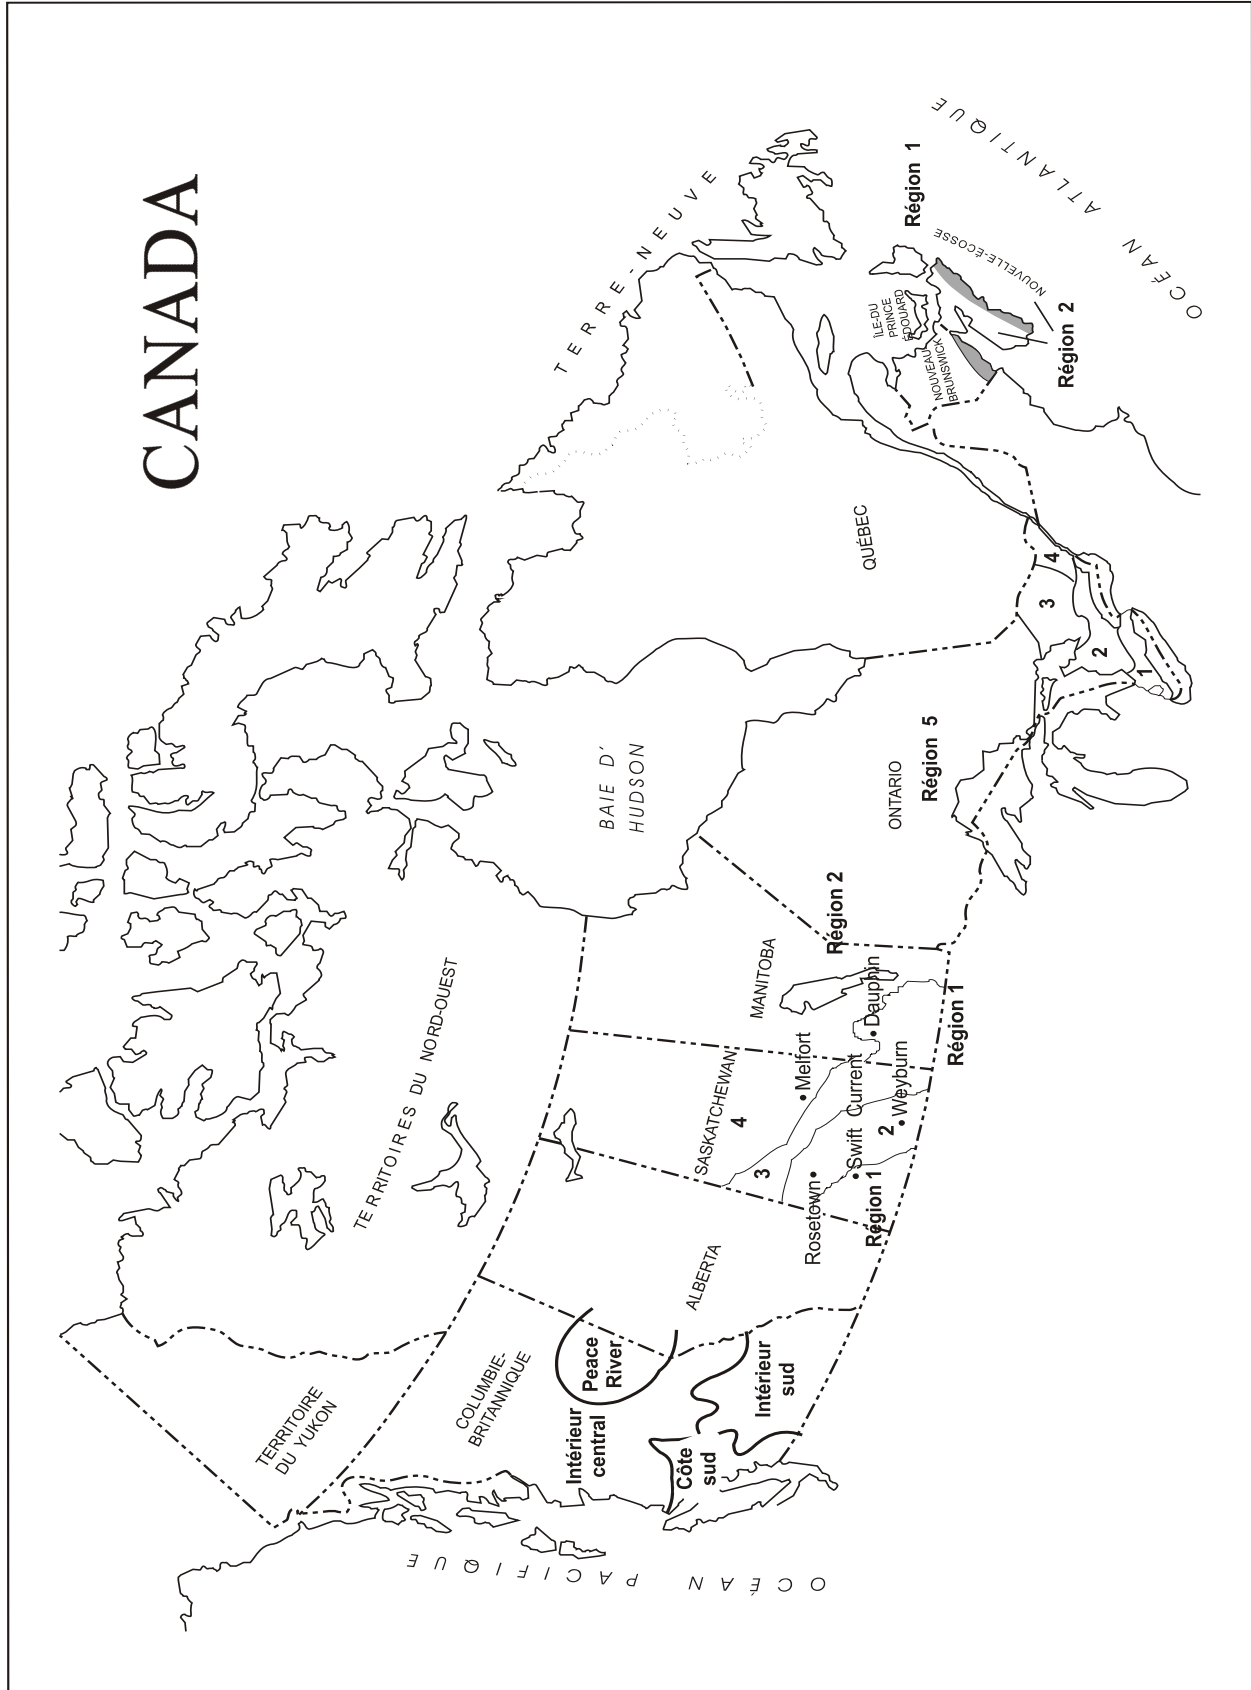 CANADA
TERRE-NEUVE
OCÉAN ATLANTIQUE
Région 1
NOUVELLE-ÉCOSSE
ÎLE-DU
PRINCE
ÉDOUARD
NOUVEAU
BRUNSWICK
Région 2
QUÉBEC
4
3
2
1
BAIE D'
HUDSON
ONTARIO
Région 5
TERRITOIRES DU NORD-OUEST
MANITOBA
Région 2
Dauphin
Région 1
SASKATCHEWAN
4
Melfort
3
Swift Current
2
Weyburn
Rosetown
Région 1
ALBERTA
TERRITOIRE
DU YUKON
COLUMBIE-
BRITANNIQUE
Peace
River
Intérieur
central
Côte
sud
Intérieur
sud
OCÉAN PACIFIQUE